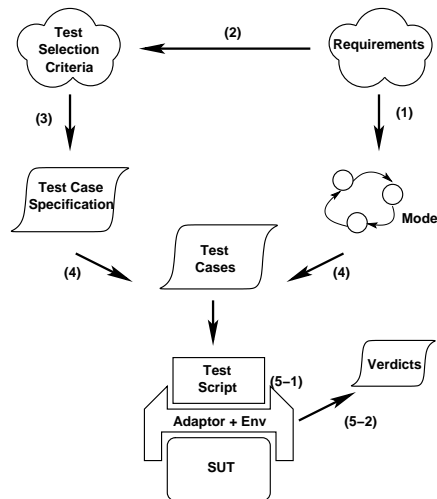 Test
Selection
Criteria
(2)
Requirements
(3)
(1)
Test Case
Specification
Mode
(4)
Test
Cases
(4)
Test
Script
(5−1)
Verdicts
Adaptor + Env
(5−2)
SUT